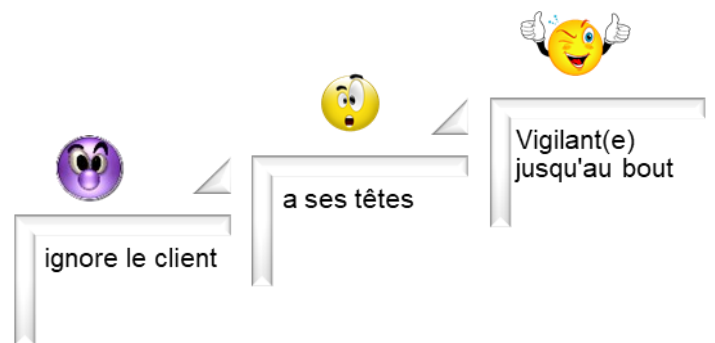 ignore le client
a ses têtes
Vigilant(e)
jusqu'au bout